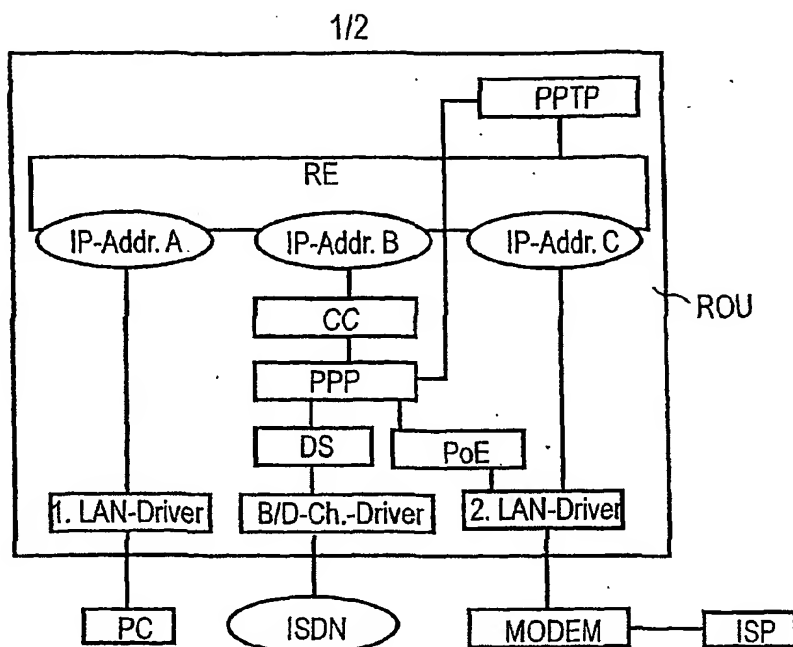 1/2
PPTP
RE
IP-Addr. A
IP-Addr. B
IP-Addr. C
ROU
CC
PPP
DS
PoE
1. LAN-Driver
B/D-Ch.-Driver
2. LAN-Driver
PC
ISDN
MODEM
ISP